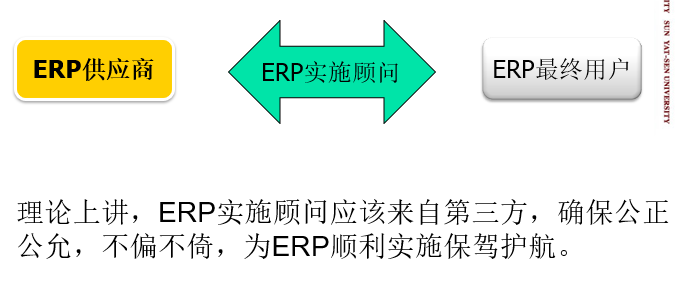 ERP供应商
ERP实施顾问
ERP最终用户
SUN YAT-SEN UNIVERSITY
理论上讲，ERP实施顾问应该来自第三方，确保公正
公允，不偏不倚，为ERP顺利实施保驾护航。